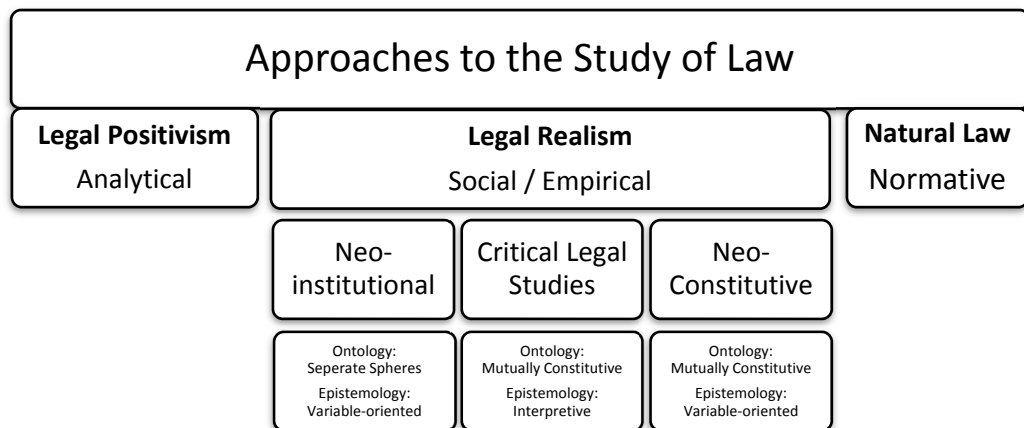 Approaches to the Study of Law
Legal Positivism
Analytical
Legal Realism
Social / Empirical
Natural Law
Normative
Neo-
institutional
Critical Legal
Studies
Neo-
Constitutive
Ontology:
Seperate Spheres
Epistemology:
Variable-oriented
Ontology:
Mutually Constitutive
Epistemology:
Interpretive
Ontology:
Mutually Constitutive
Epistemology:
Variable-oriented